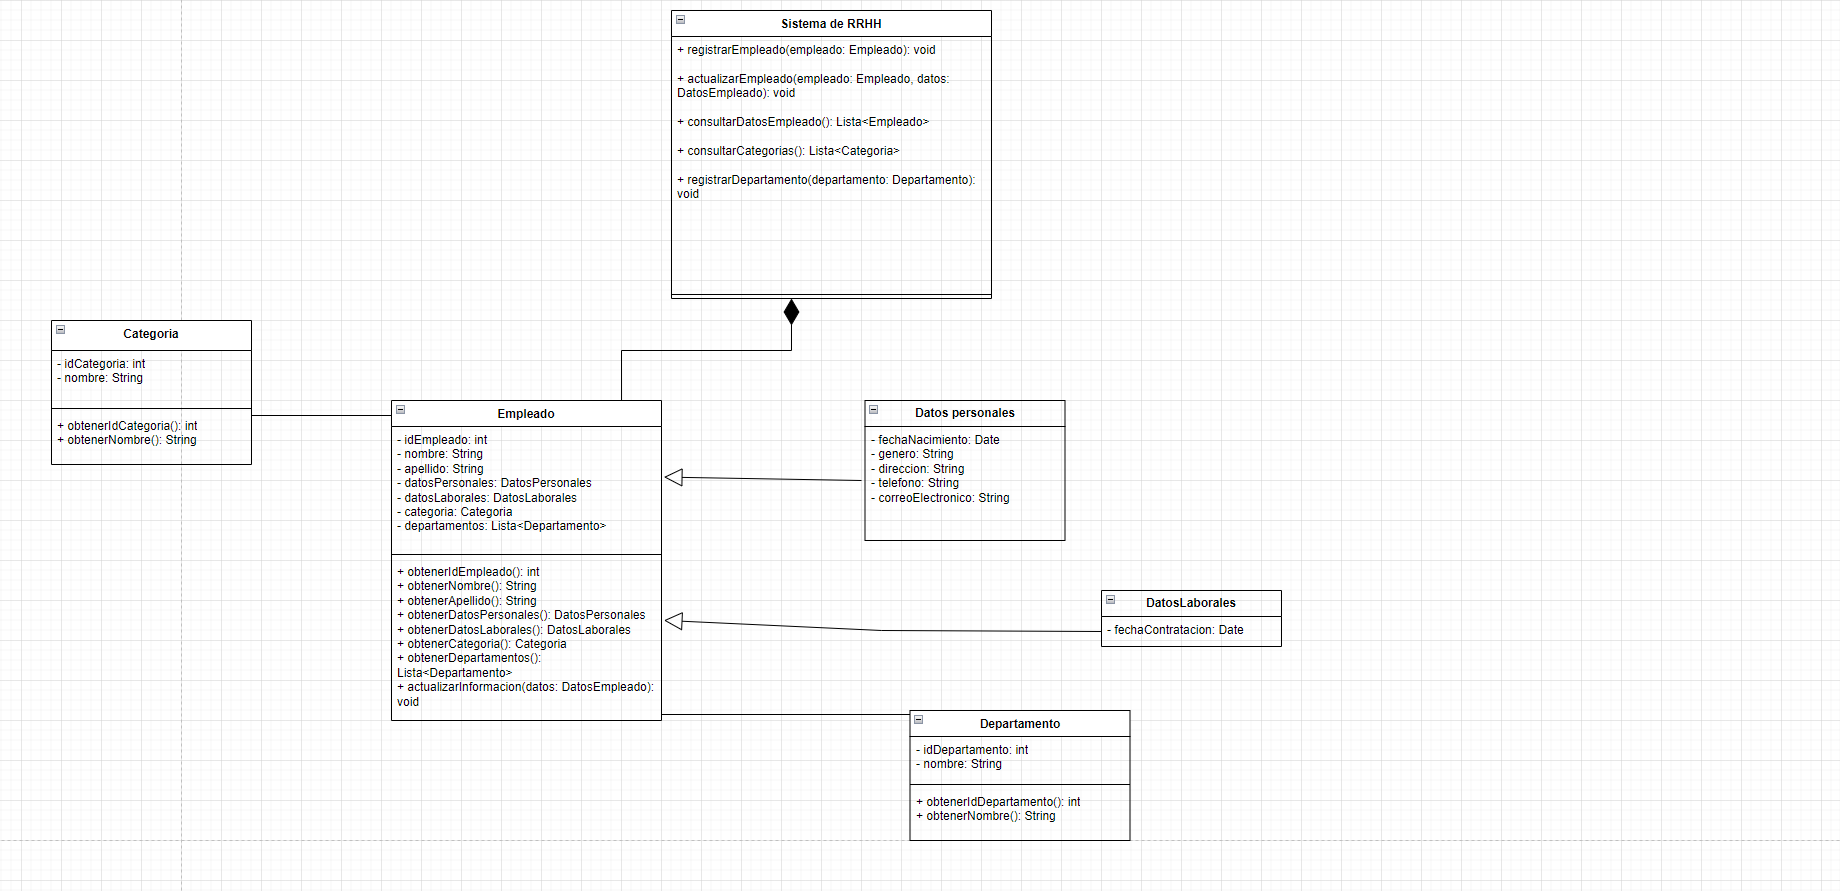 Sistema de RRHH
+ registrarEmpleado(empleado: Empleado): void
+ actualizarEmpleado(empleado: Empleado, datos:
DatosEmpleado): void
+ consultarDatosEmpleado(): Lista<Empleado>
+ consultarCategorias(): Lista<Categoria>
+ registrarDepartamento(departamento: Departamento):
void
Categoria
- idCategoria: int
- nombre: String
+ obtenerIdCategoria(): int
+ obtenerNombre(): String
Empleado
- idEmpleado: int
- nombre: String
- apellido: String
- datosPersonales: DatosPersonales
- datosLaborales: DatosLaborales
- categoria: Categoria
- departamentos: Lista<Departamento>
+ obtenerIdEmpleado(): int
+ obtenerNombre(): String
+ obtenerApellido(): String
+ obtenerDatosPersonales(): DatosPersonales
+ obtenerDatosLaborales(): DatosLaborales
+ obtenerCategoria(): Categoria
+ obtenerDepartamentos():
Lista<Departamento>
+ actualizarInformacion(datos: DatosEmpleado):
void
Datos personales
- fechaNacimiento: Date
- genero: String
- direccion: String
- telefono: String
- correoElectronico: String
DatosLaborales
- fechaContratacion: Date
Departamento
- idDepartamento: int
- nombre: String
+ obtenerIdDepartamento(): int
+ obtenerNombre(): String